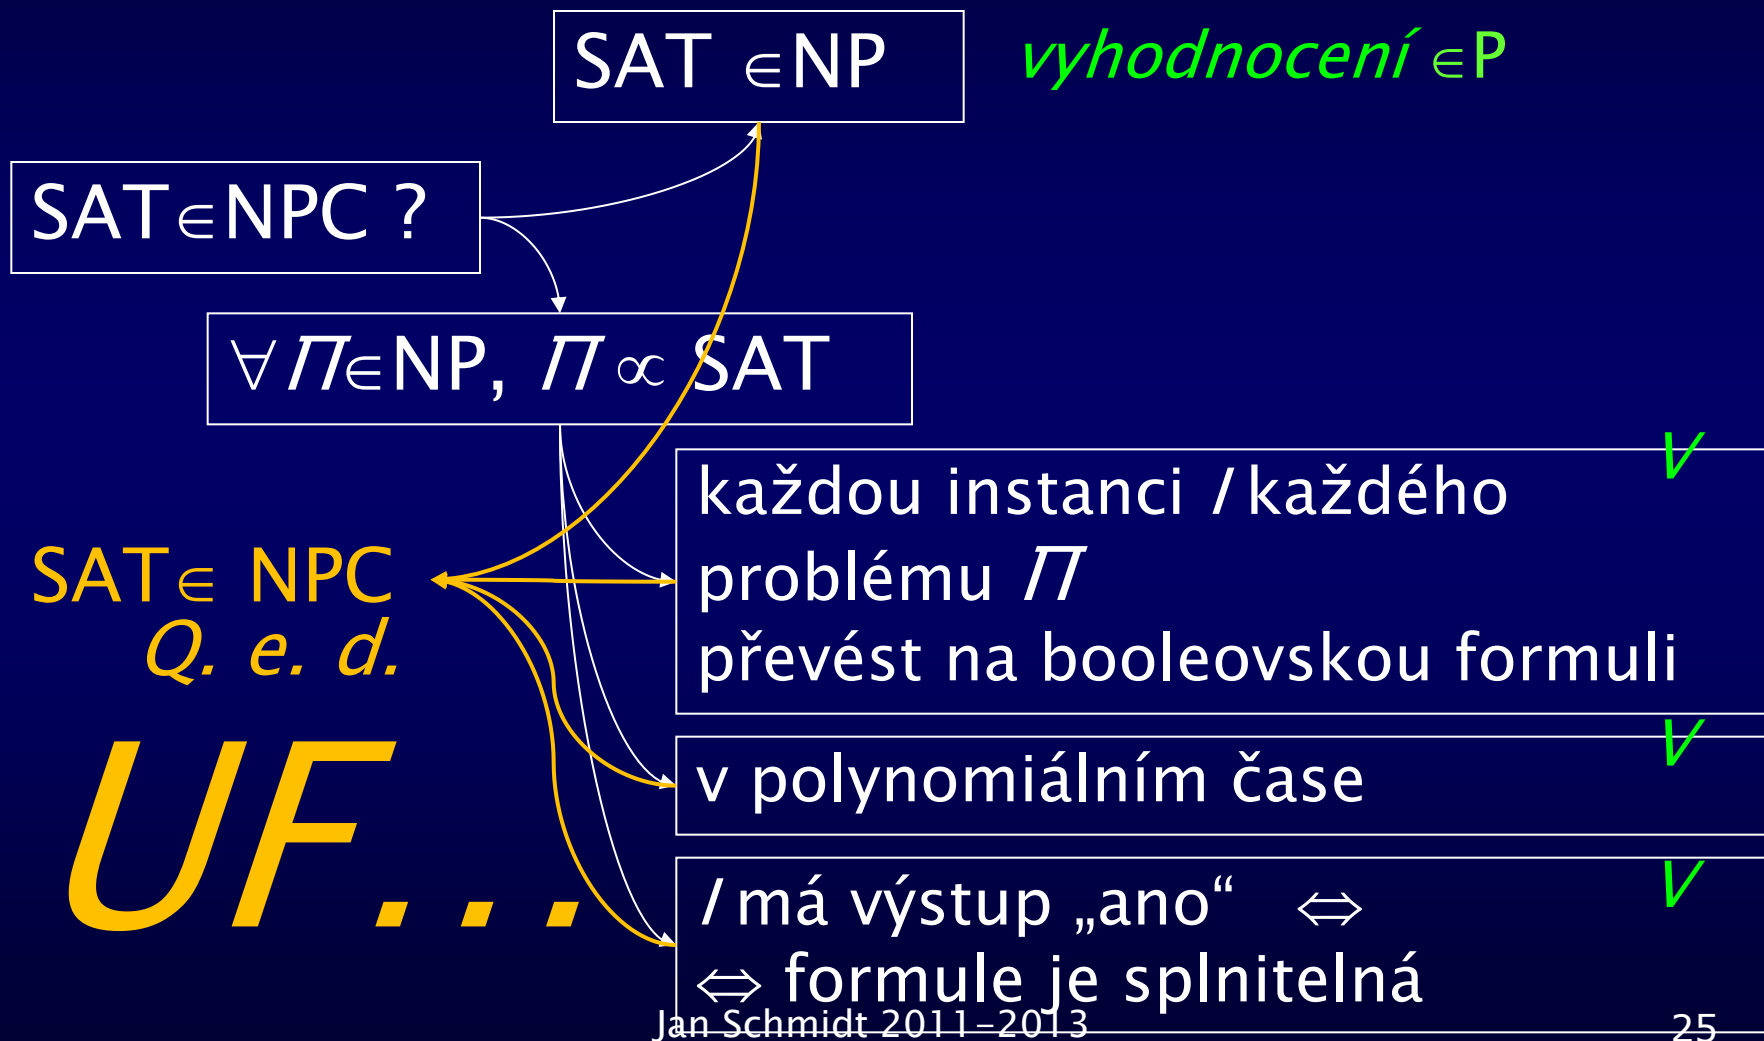 SAT ∈NP
vyhodnocení ∈P
SAT∈NPC ?
∀Π∈NP, Π ∝ SAT
V
každou instanci I každého
problému Π
převést na booleovskou formuli
SAT∈ NPC
Q. e. d.
UF...
V
v polynomiálním čase
V
I má výstup „ano“ ⇔
⇔ formule je splnitelná
Jan Schmidt 2011-2013
25